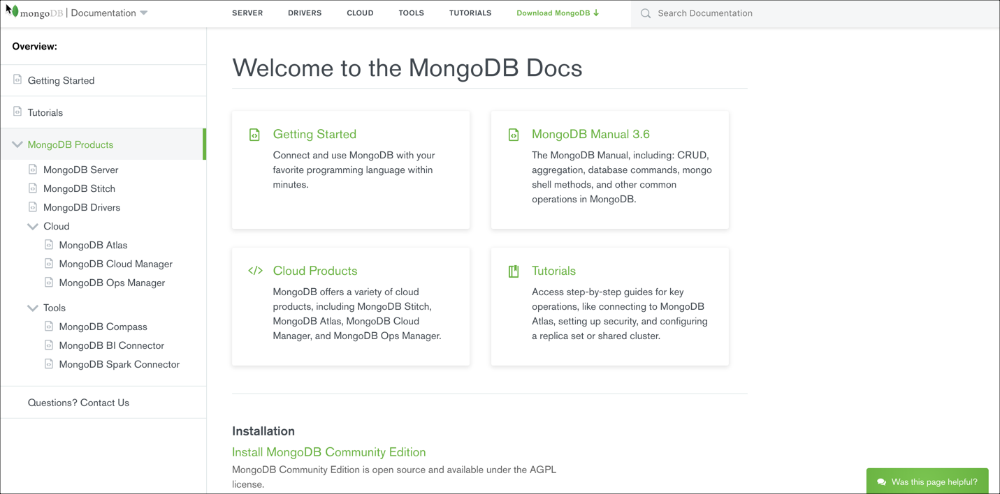 mongoDB | Documentation
SERVER
DRIVERS
CLOUD
TOOLS
TUTORIALS
Download MongoDB
Search Documentation
Overview:
Getting Started
Tutorials
MongoDB Products
MongoDB Server
MongoDB Stitch
MongoDB Drivers
Cloud
MongoDB Atlas
MongoDB Cloud Manager
MongoDB Ops Manager
Tools
MongoDB Compass
MongoDB BI Connector
MongoDB Spark Connector
Questions? Contact Us
Welcome to the MongoDB Docs
Getting Started
Connect and use MongoDB with your
favorite programming language within
minutes.
MongoDB Manual 3.6
The MongoDB Manual, including: CRUD,
aggregation, database commands, mongo
shell methods, and other common
operations in MongoDB.
Cloud Products
MongoDB offers a variety of cloud
products, including MongoDB Stitch,
MongoDB Atlas, MongoDB Cloud
Manager, and MongoDB Ops Manager.
Tutorials
Access step-by-step guides for key
operations, like connecting to MongoDB
Atlas, setting up security, and configuring
a replica set or shared cluster.
Installation
Install MongoDB Community Edition
MongoDB Community Edition is open source and available under the AGPL
license.
Was this page helpful?